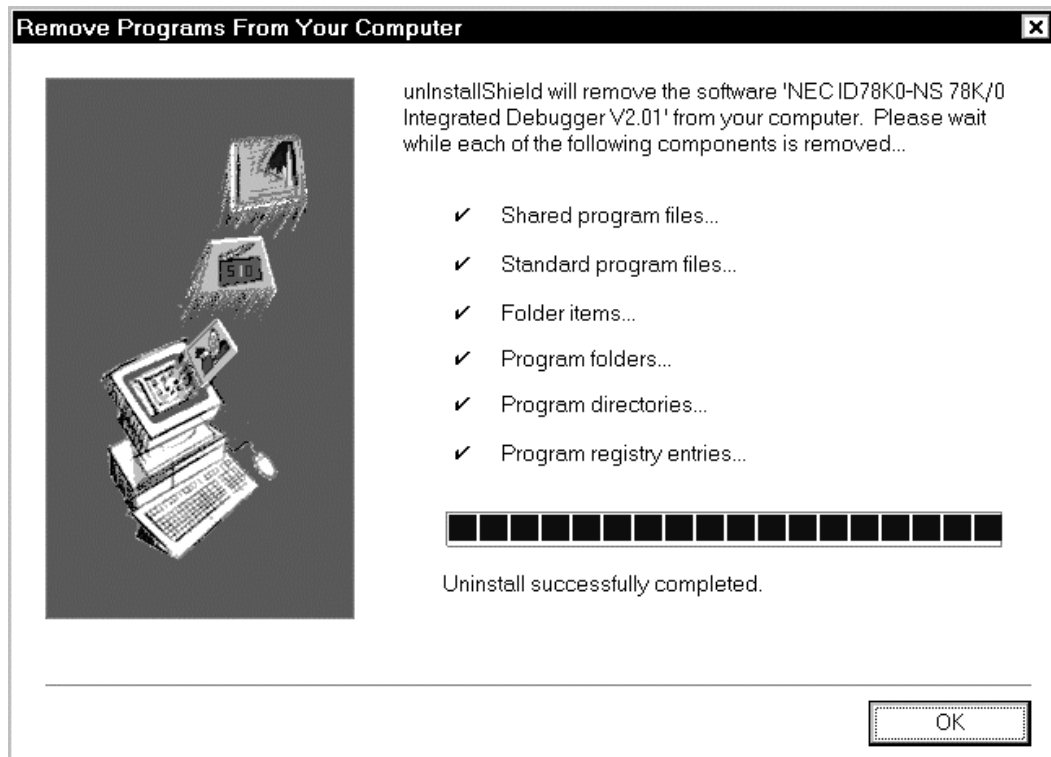 Remove Programs From Your Computer
unInstallShield will remove the software 'NEC ID78K0-NS 78K/0
Integrated Debugger V2.01' from your computer. Please wait
while each of the following components is removed...
Shared program files...
Standard program files...
Folder items...
Program folders...
Program directories...
Program registry entries...
510
Uninstall successfully completed.
OK